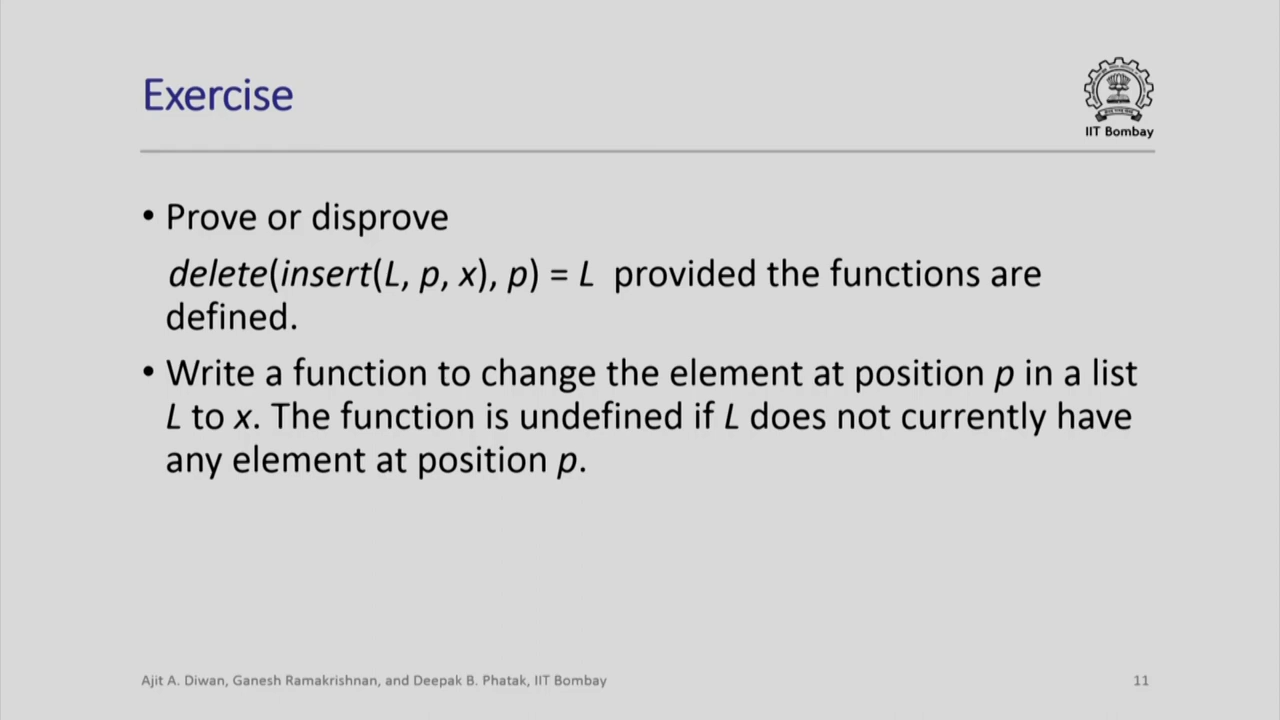 Exercise
IIT Bombay
• Prove or disprove
delete(insert(L, p, x), p) = L provided the functions are
defined.
• Write a function to change the element at position p in a list
L to x. The function is undefined if L does not currently have
any element at position p.
Ajit A. Diwan, Ganesh Ramakrishnan, and Deepak B. Phatak, IIT Bombay
11